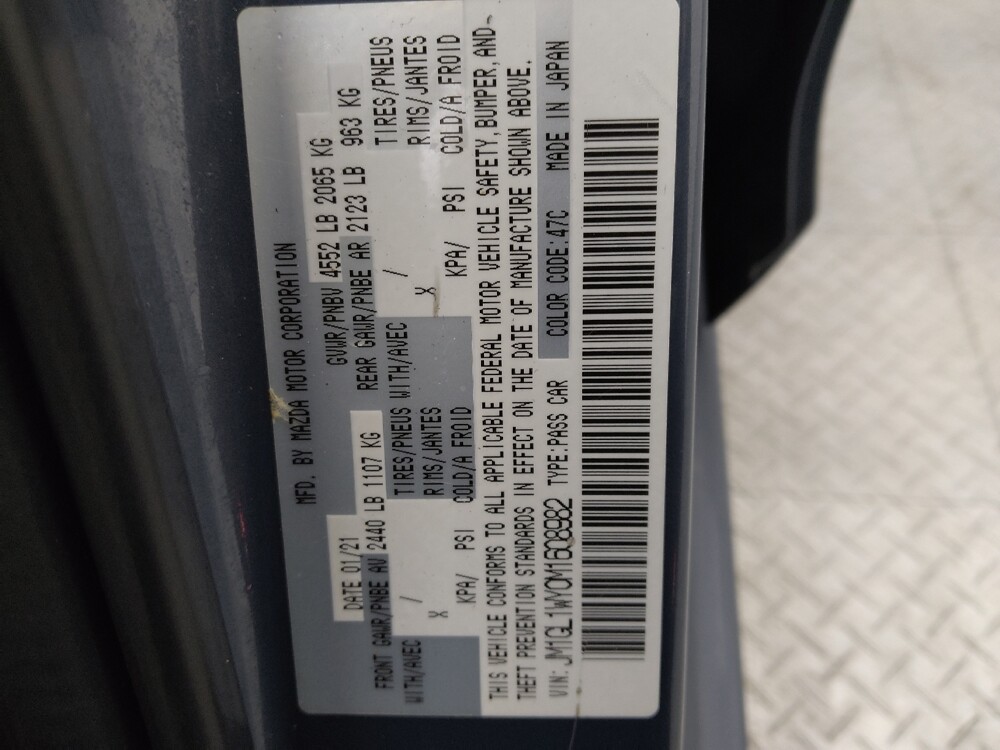 MFD. BY MAZDA MOTOR CORPORATION
DATE 01/21 GVWR/PNBV 4552 LB 2065 KG
FRONT GAWR/PNBE AV 2440 LB 1107 KG REAR GAWR/PNBE AR 2123 LB 963 KG
WITH/AVEC / TIRES/PNEUS WITH/AVEC / TIRES/PNEUS
X RIMS/JANTES X RIMS/JANTES
KPA/ PSI COLD/A FROID KPA/ PSI COLD/A FROID
THIS VEHICLE CONFORMS TO ALL APPLICABLE FEDERAL MOTOR VEHICLE SAFETY, BUMPER, AND
THEFT PREVENTION STANDARDS IN EFFECT ON THE DATE OF MANUFACTURE SHOWN ABOVE.
VIN: JM1GL1WY0M1608982 TYPE:PASS CAR COLOR CODE:47C MADE IN JAPAN